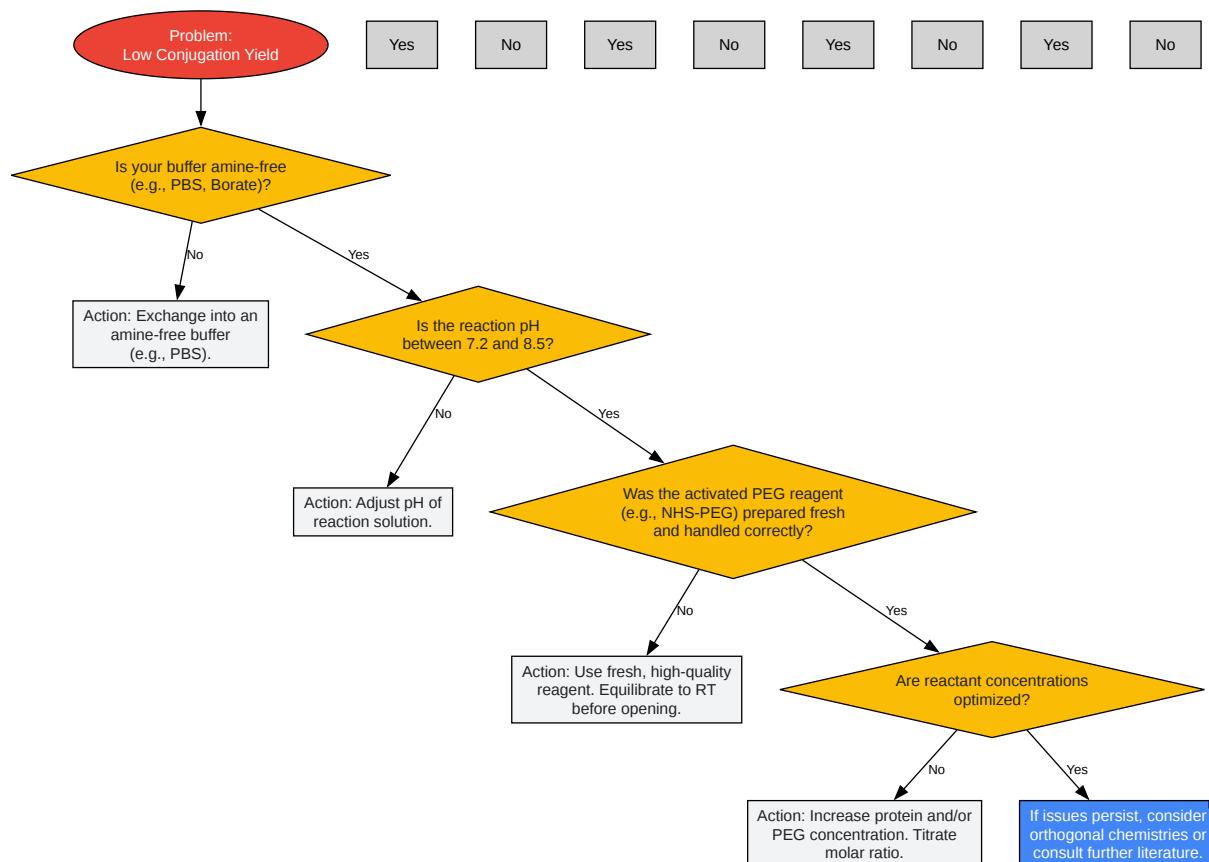 Problem:
Low Conjugation Yield
Yes
No
Yes
No
Yes
No
Yes
No
Is your buffer amine-free
(e.g., PBS, Borate)?
No
Yes
Action: Exchange into an
amine-free buffer
(e.g., PBS).
Is the reaction pH
between 7.2 and 8.5?
No
Yes
Action: Adjust pH of
reaction solution.
Was the activated PEG reagent
(e.g., NHS-PEG) prepared fresh
and handled correctly?
No
Yes
Action: Use fresh, high-quality
reagent. Equilibrate to RT
before opening.
Are reactant concentrations
optimized?
No
Yes
Action: Increase protein and/or
PEG concentration. Titrate
molar ratio.
If issues persist, consider
orthogonal chemistries or
consult further literature.